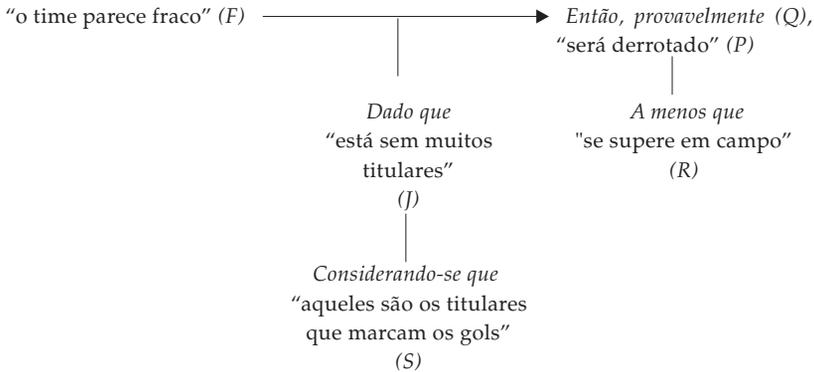 “o time parece fraco” (F)
Então, provavelmente (Q),
“será derrotado” (P)
Dado que
“está sem muitos
titulares”
(J)
A menos que
"se supere em campo”
(R)
Considerando-se que
“aqueles são os titulares
que marcam os gols”
(S)